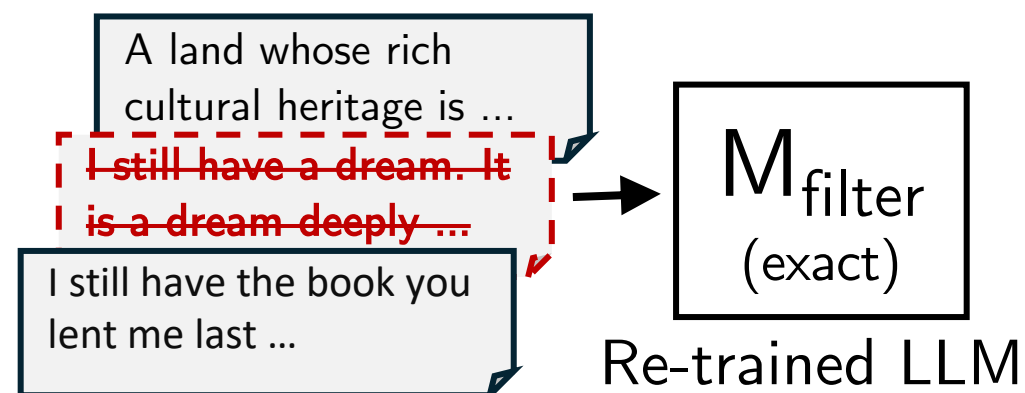 A land whose rich
cultural heritage is ...
I still have a dream. It
is a dream deeply ...
I still have the book you
lent me last ...
M_filter
(exact)
Re-trained LLM